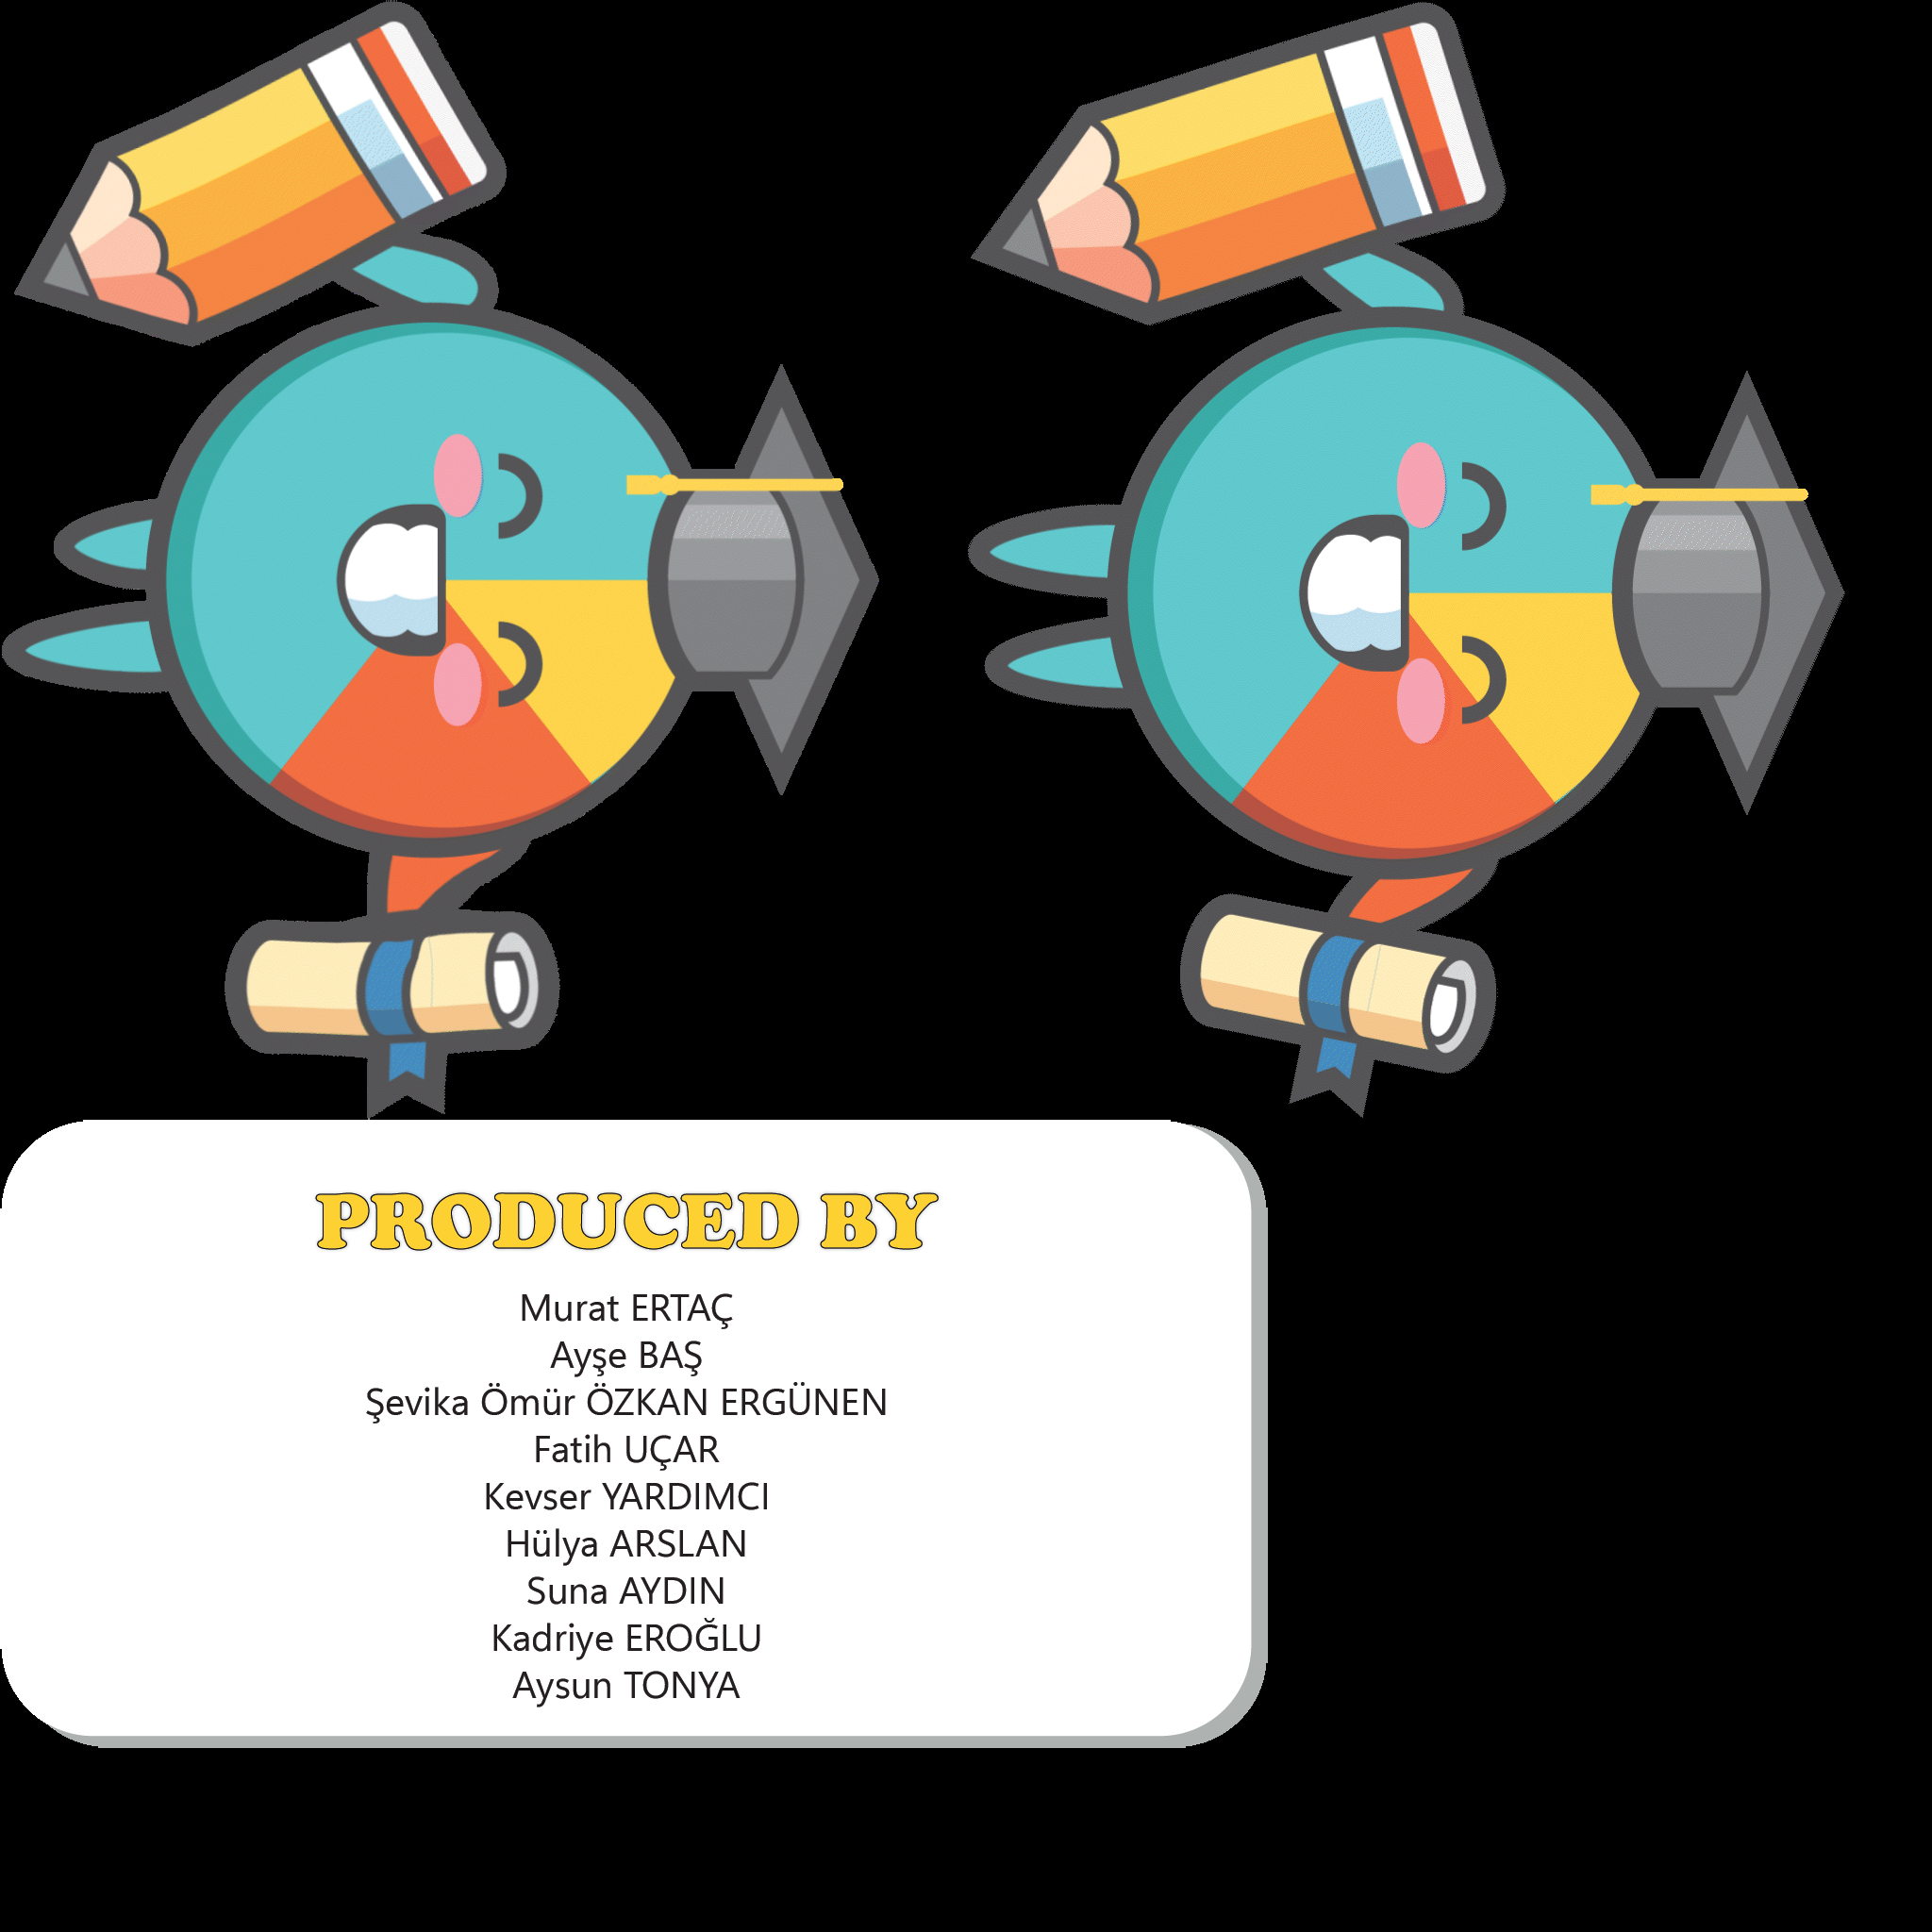 PRODUCED BY
Murat ERTAÇ
Ayşe BAŞ
Şevika Ömür ÖZKAN ERGÜNEN
Fatih UÇAR
Kevser YARDIMCI
Hülya ARSLAN
Suna AYDIN
Kadriye EROĞLU
Aysun TONYA